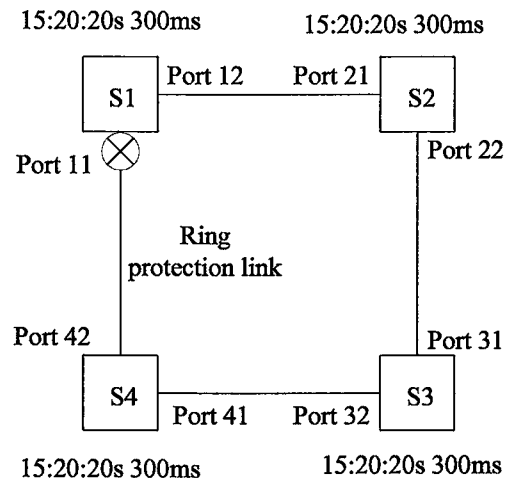 15:20:20s 300ms
15:20:20s 300ms
S1
Port 12
Port 21
S2
Port 11
Port 22
Ring
protection link
Port 42
Port 31
S4
Port 41
Port 32
S3
15:20:20s 300ms
15:20:20s 300ms